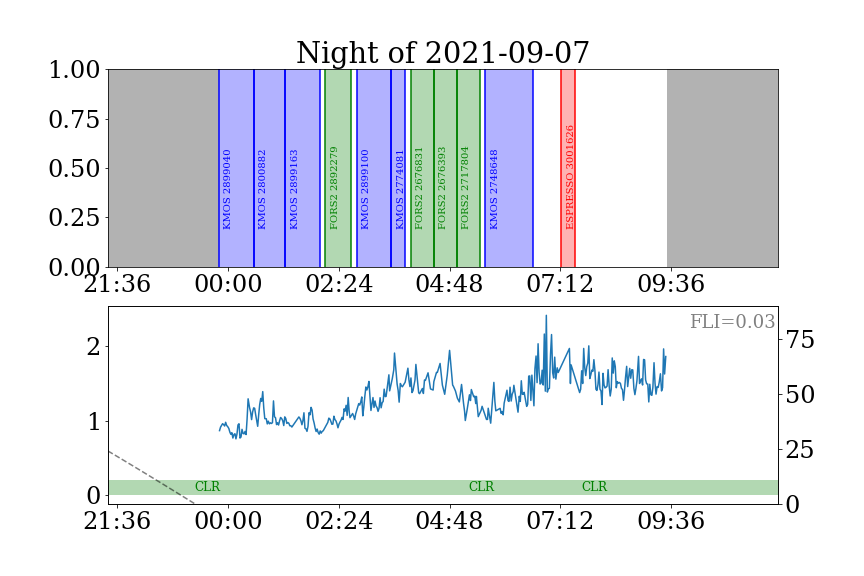 Night of 2021-09-07
1.00
0.75
0.50
0.25
0.00
KMOS 2899040
KMOS 2800882
KMOS 2899163
FORS2 2892279
KMOS 2899100
KMOS 2774081
FORS2 2676831
FORS2 2676393
FORS2 2717804
KMOS 2748648
ESPRESSO 3001626
21:36 00:00 02:24 04:48 07:12 09:36
FLI=0.03
2
1
0
75
50
25
0
CLR CLR CLR
21:36 00:00 02:24 04:48 07:12 09:36